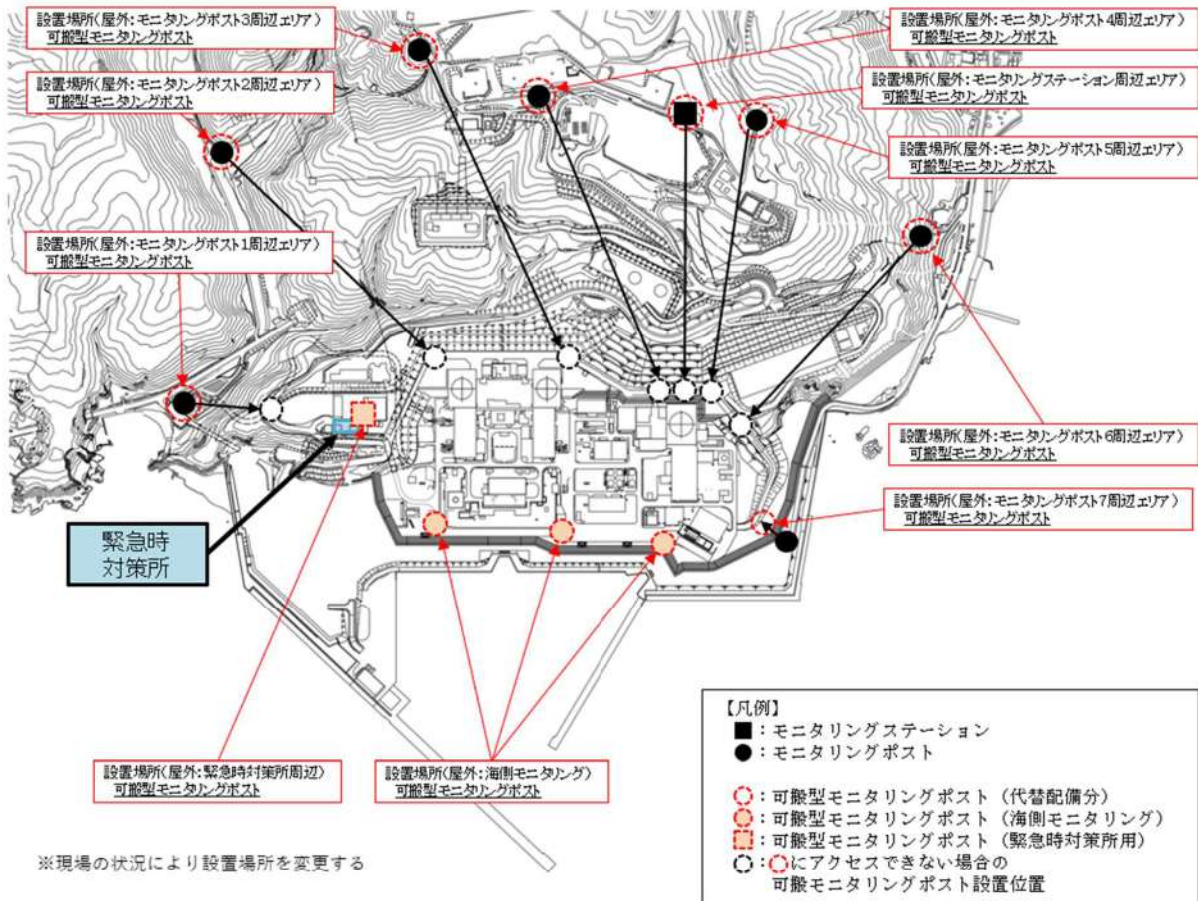 設置場所(屋外:モニタリングポスト3周辺エリア)
可搬型モニタリングポスト
設置場所(屋外:モニタリングポスト4周辺エリア)
可搬型モニタリングポスト
設置場所(屋外:モニタリングポスト2周辺エリア)
可搬型モニタリングポスト
設置場所(屋外:モニタリングステーション周辺エリア)
可搬型モニタリングポスト
設置場所(屋外:モニタリングポスト5周辺エリア)
可搬型モニタリングポスト
設置場所(屋外:モニタリングポスト1周辺エリア)
可搬型モニタリングポスト
設置場所(屋外:モニタリングポスト6周辺エリア)
可搬型モニタリングポスト
設置場所(屋外:モニタリングポスト7周辺エリア)
可搬型モニタリングポスト
緊急時
対策所
設置場所(屋外:緊急時対策所周辺)
可搬型モニタリングポスト
設置場所(屋外:海側モニタリング)
可搬型モニタリングポスト
※現場の状況により設置場所を変更する
【凡例】
■:モニタリングステーション
●:モニタリングポスト
:可搬型モニタリングポスト(代替配備分)
:可搬型モニタリングポスト(海側モニタリング)
:可搬型モニタリングポスト(緊急時対策所用)
:○にアクセスできない場合の
可搬モニタリングポスト設置位置